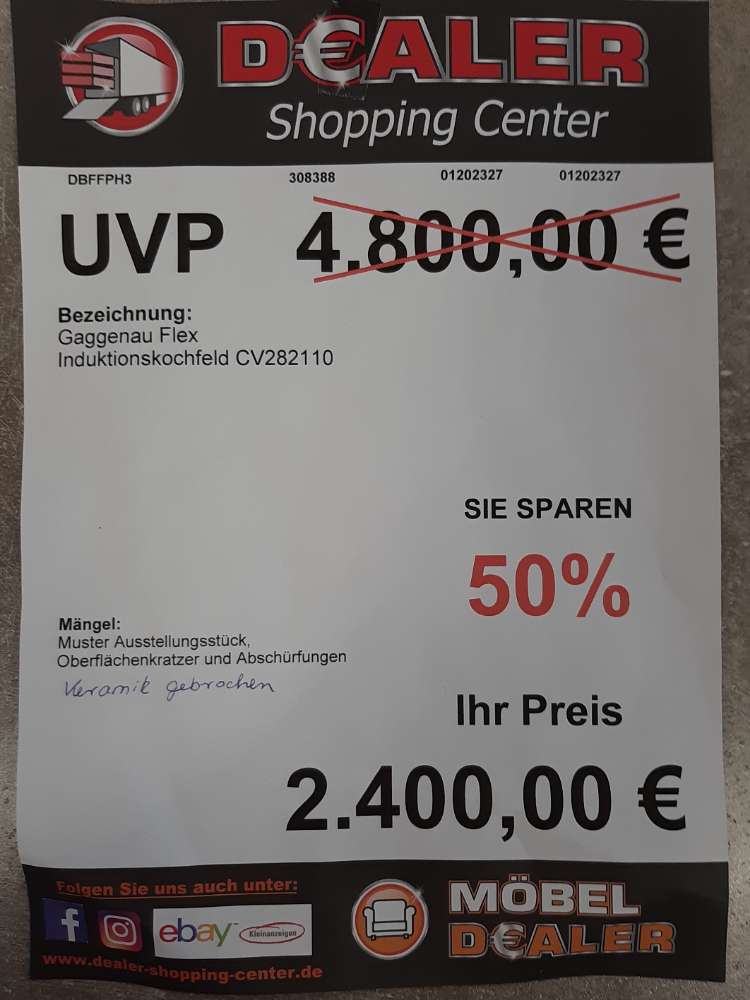 D€ALER
Shopping Center
DBFFPH3 308388 01202327 01202327
UVP 4.800,00 €
Bezeichnung:
Gaggenau Flex
Induktionskochfeld CV282110
SIE SPAREN
50%
Mängel:
Muster Ausstellungsstück,
Oberflächenkratzer und Abschürfungen
Keramik gebrochen
Ihr Preis
2.400,00 €
Folgen Sie uns auch unter:
f ebay Kleinanzeigen
www.dealer-shopping-center.de
MÖBEL
D€ALER